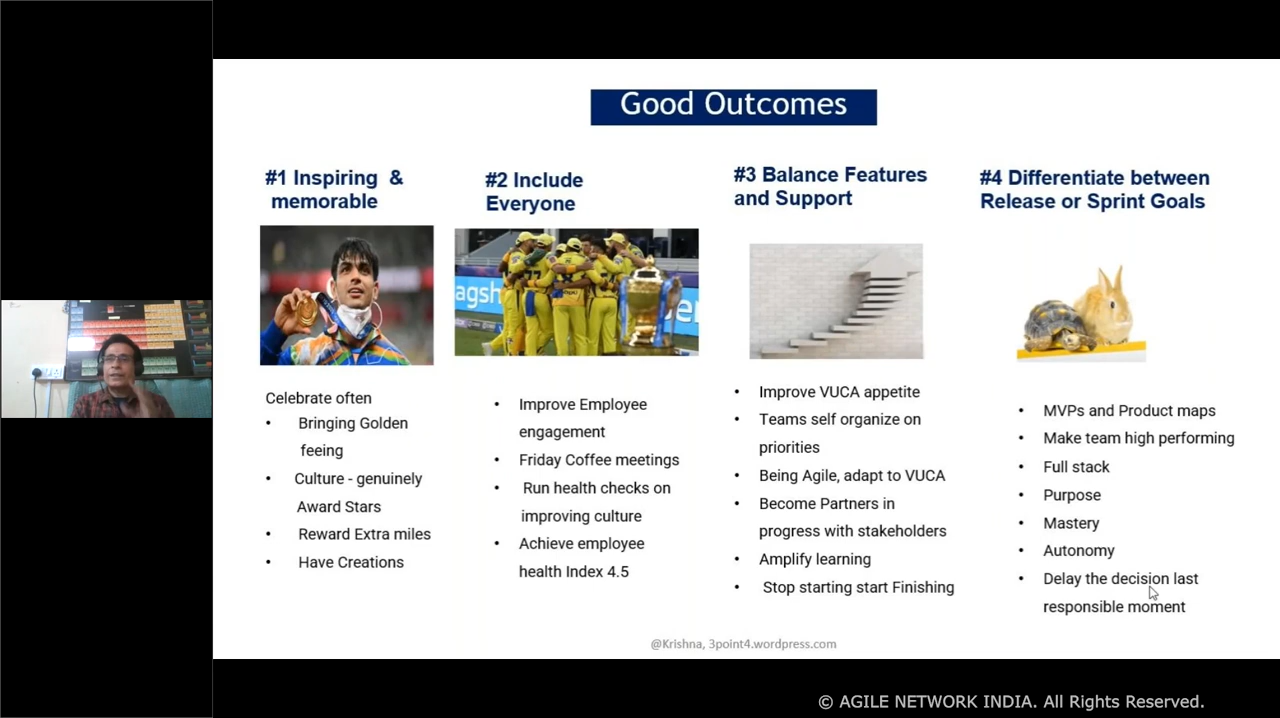 Good Outcomes
#1 Inspiring &
memorable
Celebrate often
• Bringing Golden
feeing
• Culture - genuinely
Award Stars
• Reward Extra miles
• Have Creations
#2 Include
Everyone
agsh
77
8
• Improve Employee
engagement
• Friday Coffee meetings
• Run health checks on
improving culture
• Achieve employee
health Index 4.5
#3 Balance Features
and Support
• Improve VUCA appetite
• Teams self organize on
priorities
• Being Agile, adapt to VUCA
• Become Partners in
progress with stakeholders
• Amplify learning
• Stop starting start Finishing
#4 Differentiate between
Release or Sprint Goals
• MVPs and Product maps
• Make team high performing
• Full stack
• Purpose
• Mastery
• Autonomy
• Delay the decision last
responsible moment
@Krishna, 3point4.wordpress.com
© AGILE NETWORK INDIA. All Rights Reserved.